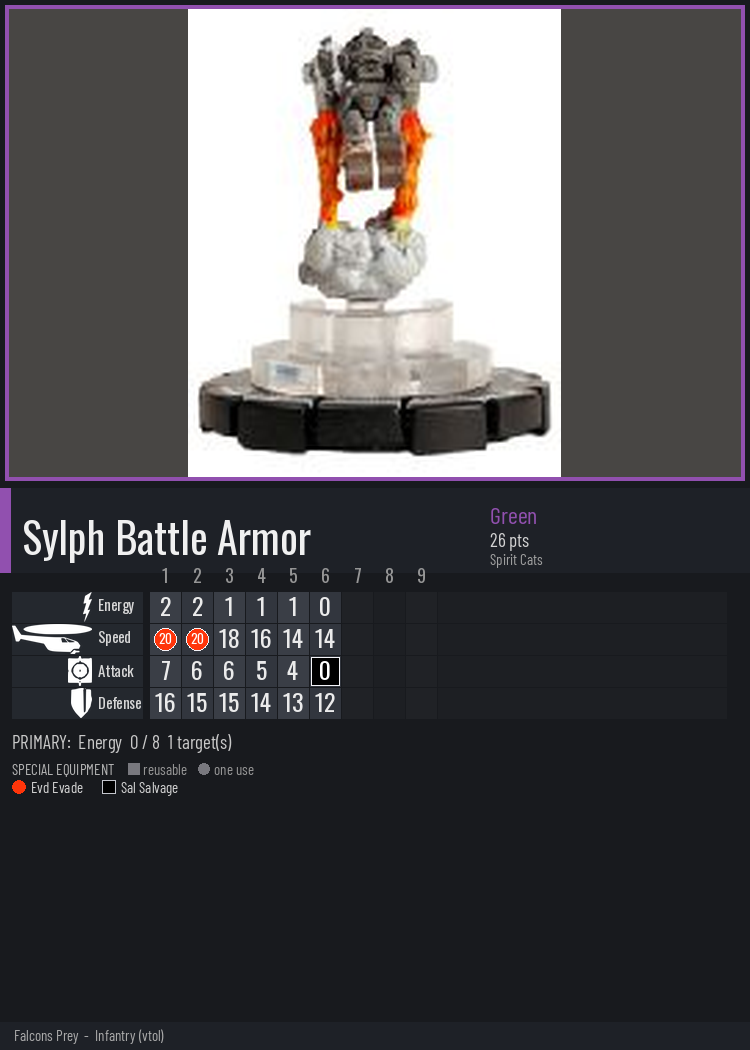 Sylph Battle Armor
Green
26 pts
Spirit Cats
1 2 3 4 5 6 7 8 9
Energy 2 2 1 1 1 0
Speed 20 20 18 16 14 14
Attack 7 6 6 5 4 0
Defense 16 15 15 14 13 12
PRIMARY: Energy 0 / 8 1 target(s)
SPECIAL EQUIPMENT reusable one use
Evd Evade Sal Salvage
Falcons Prey - Infantry (vtol)